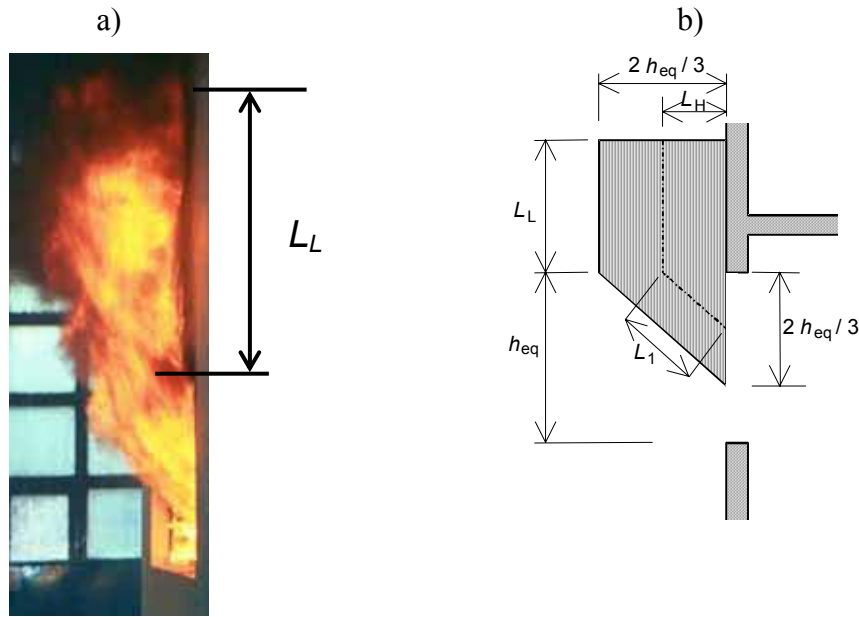 a)
b)
L_L
2 h_eq / 3
L_H
L_L
h_eq
L_1
2 h_eq / 3